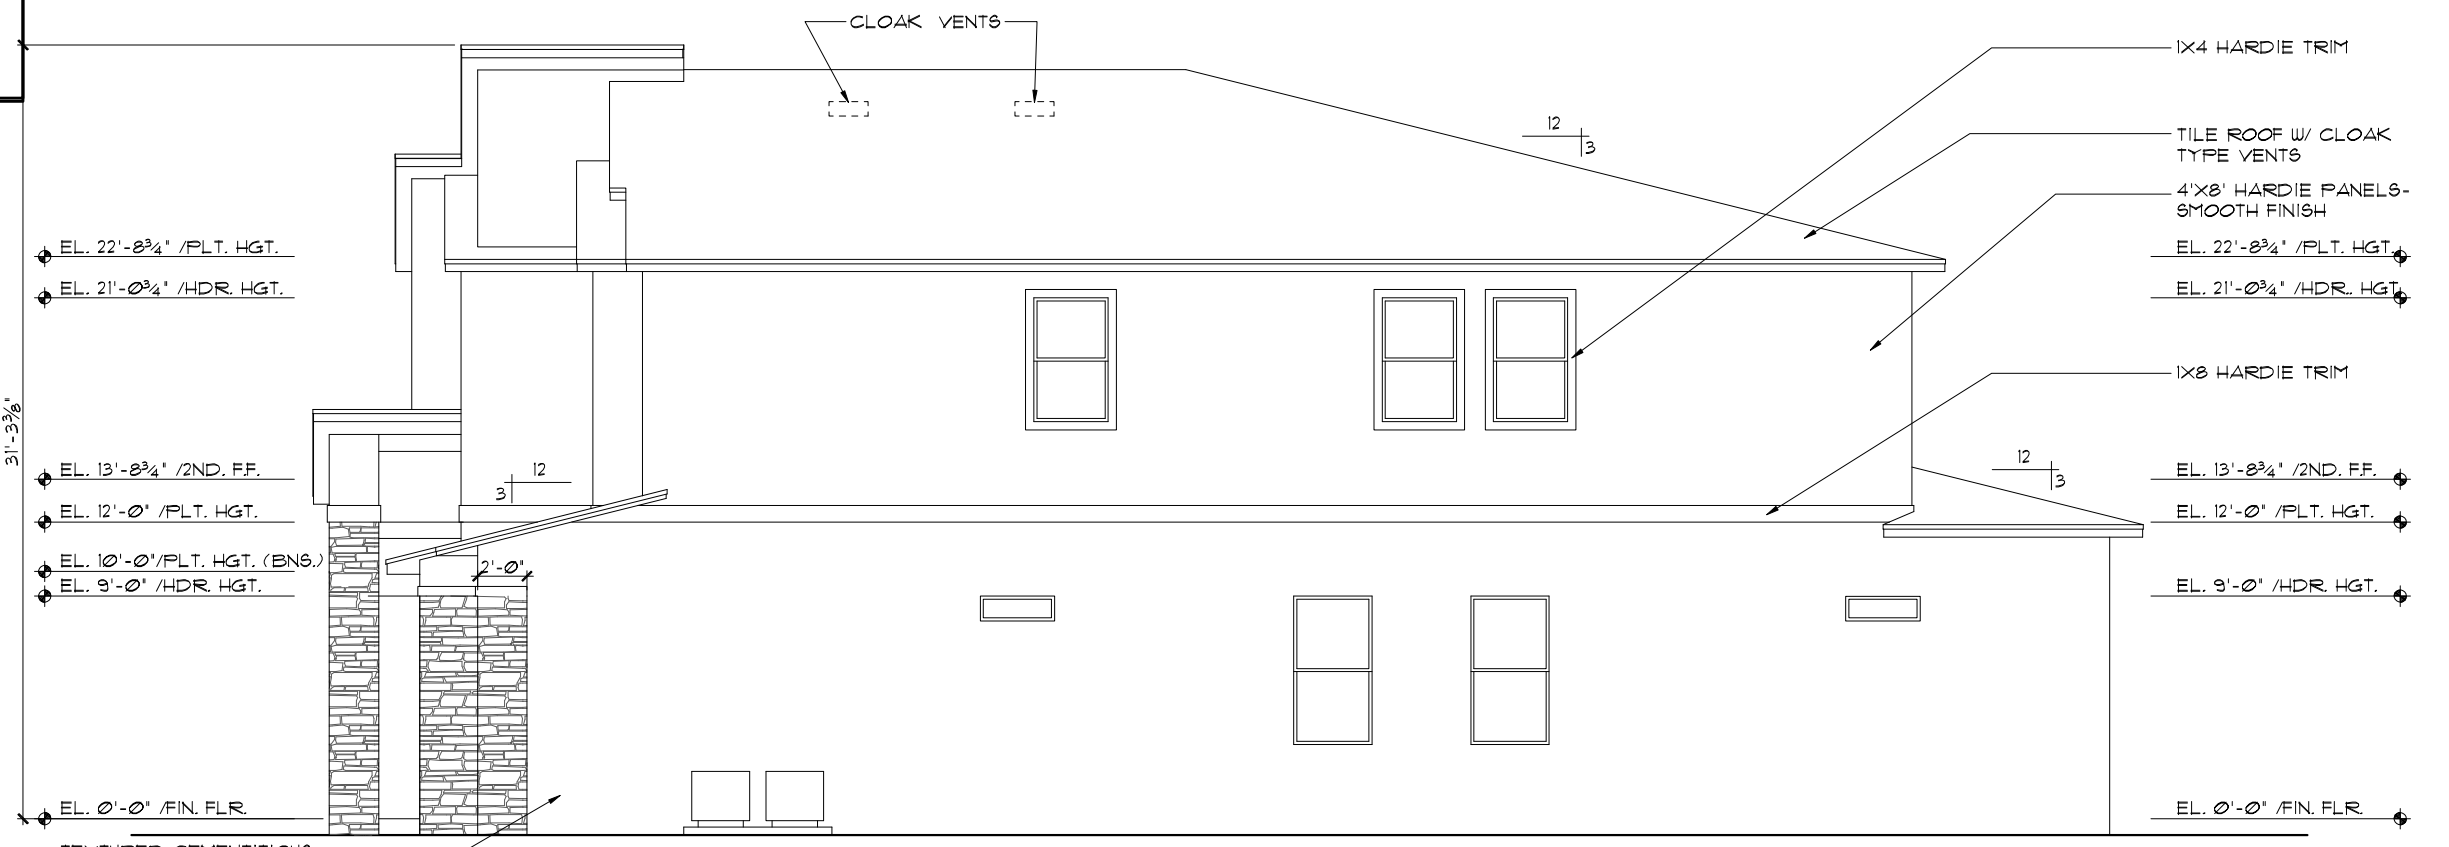 CLOAK VENTS
1X4 HARDIE TRIM
12
3
TILE ROOF W/ CLOAK
TYPE VENTS
4'X8' HARDIE PANELS-
SMOOTH FINISH
EL. 22'-8¾" /PLT. HGT.
EL. 22'-8¾" /PLT. HGT.
EL. 21'-0¾" /HDR. HGT.
EL. 21'-0¾" /HDR. HGT.
1X8 HARDIE TRIM
31'-3⅜"
EL. 13'-8¾" /2ND. F.F.
12
3
12
3
EL. 13'-8¾" /2ND. F.F.
EL. 12'-0" /PLT. HGT.
EL. 12'-0" /PLT. HGT.
EL. 10'-0"/PLT. HGT. (BNS.)
2'-0"
EL. 9'-0" /HDR. HGT.
EL. 9'-0" /HDR. HGT.
EL. 0'-0" /FIN. FLR.
EL. 0'-0" /FIN. FLR.